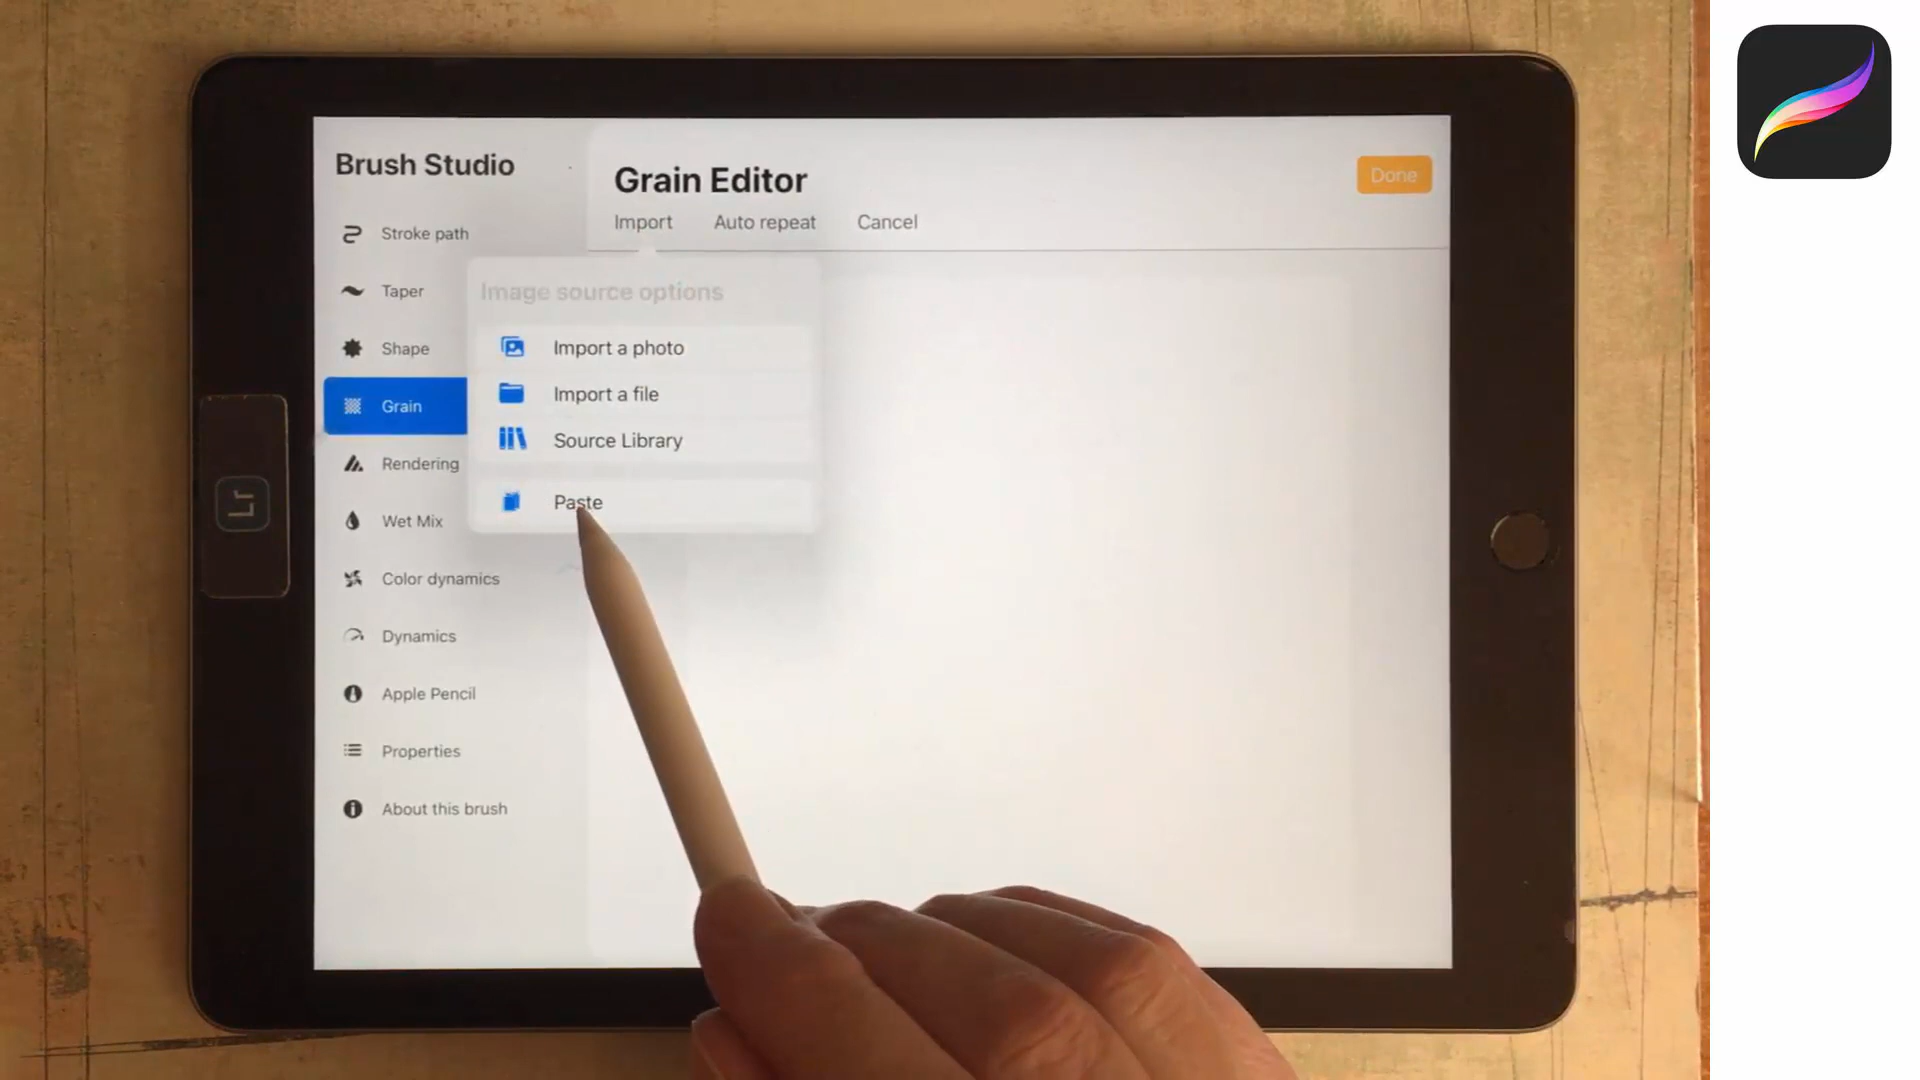 Brush Studio
Stroke path
Taper
Shape
Grain
Rendering
Wet Mix
Color dynamics
Dynamics
Apple Pencil
Properties
About this brush
Grain Editor
Import Auto repeat Cancel
Done
Image source options
Import a photo
Import a file
Source Library
Paste
Lr